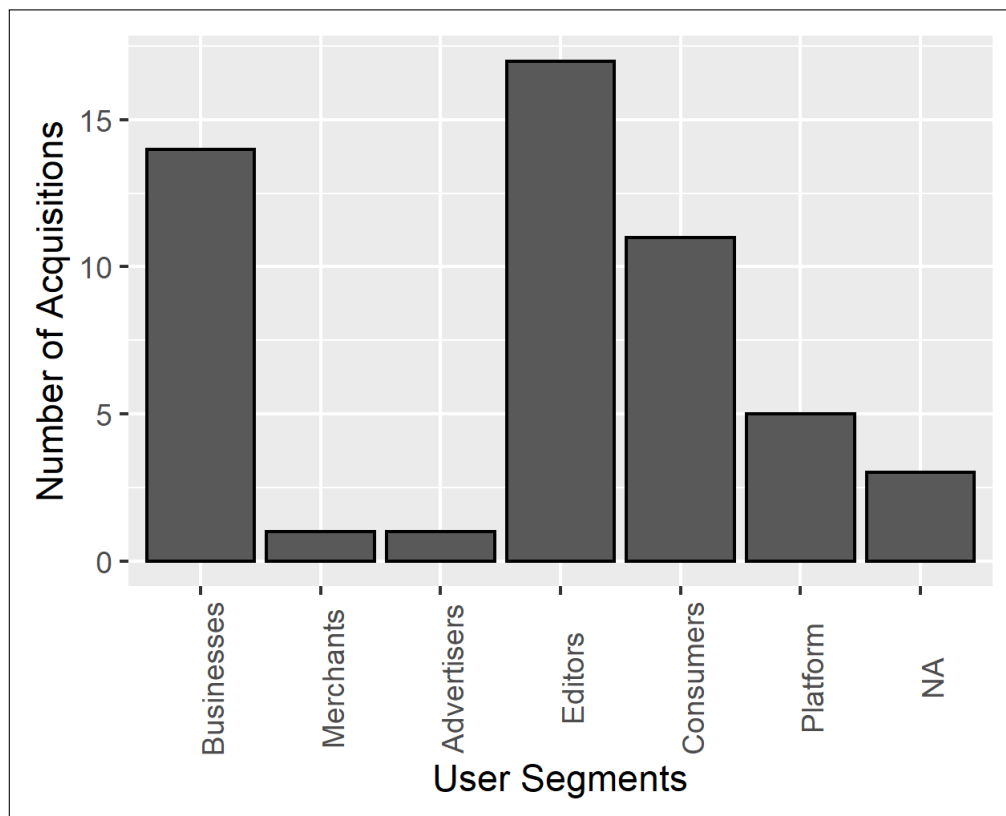 Number of Acquisitions
15
10
5
0
Businesses
Merchants
Advertisers
Editors
Consumers
Platform
NA
User Segments